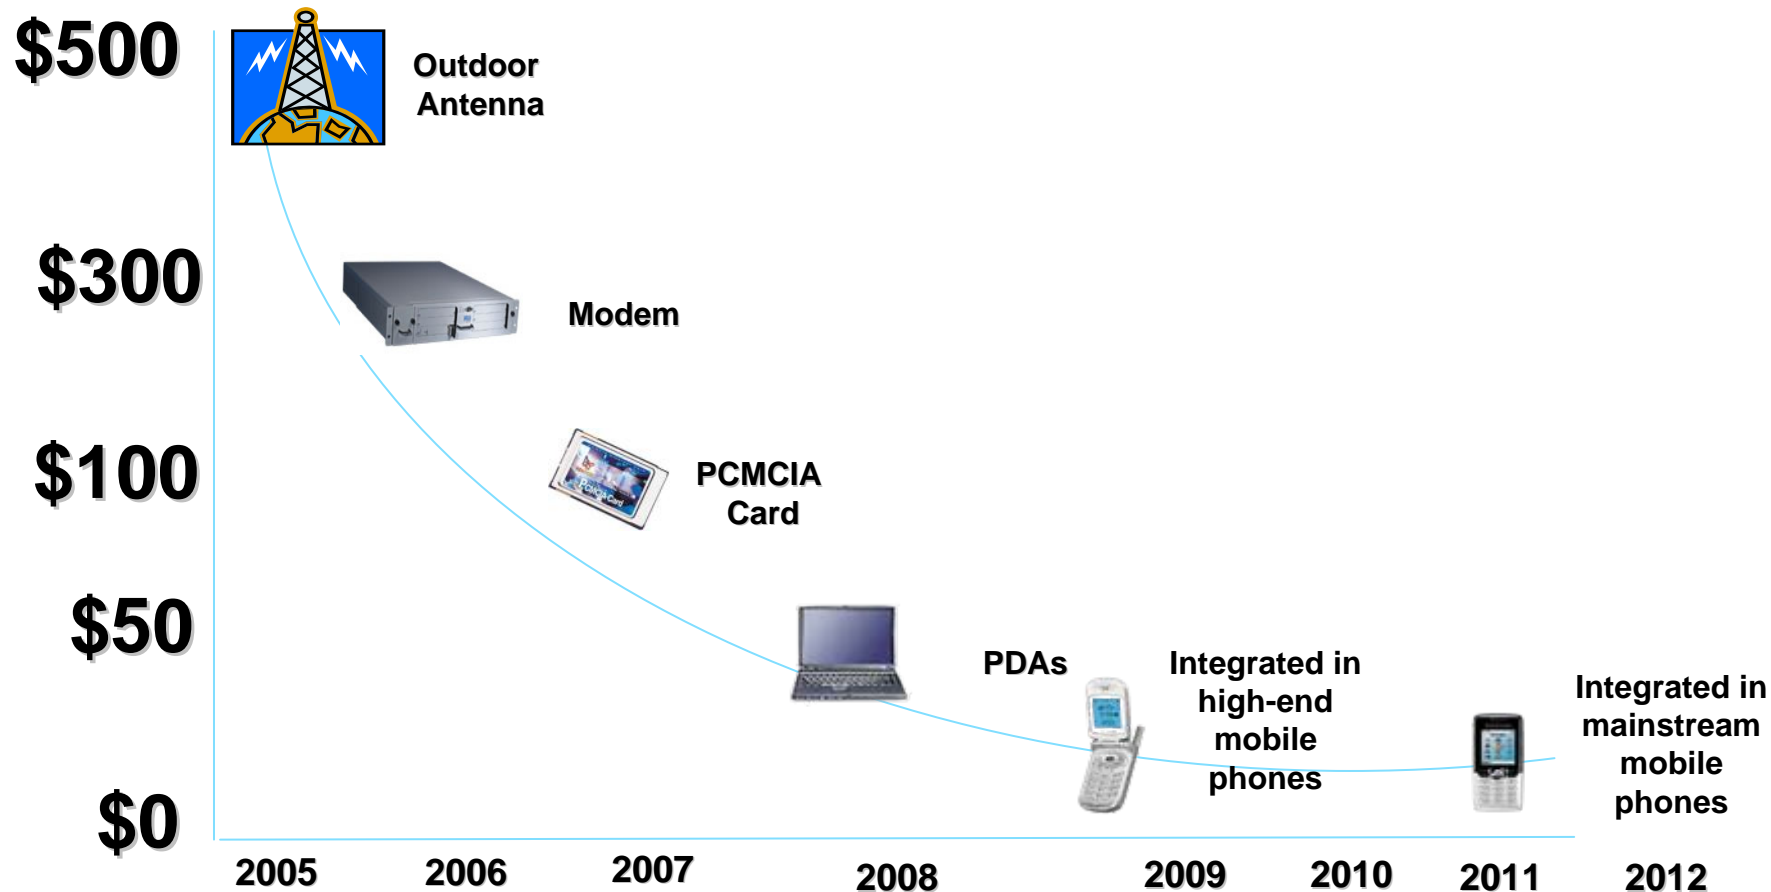 $500
Outdoor
Antenna
$300
Modem
$100
PCMCIA
Card
$50
PDAs
Integrated in
high-end
mobile
phones
Integrated in
mainstream
mobile
phones
$0
2005 2006 2007 2008 2009 2010 2011 2012